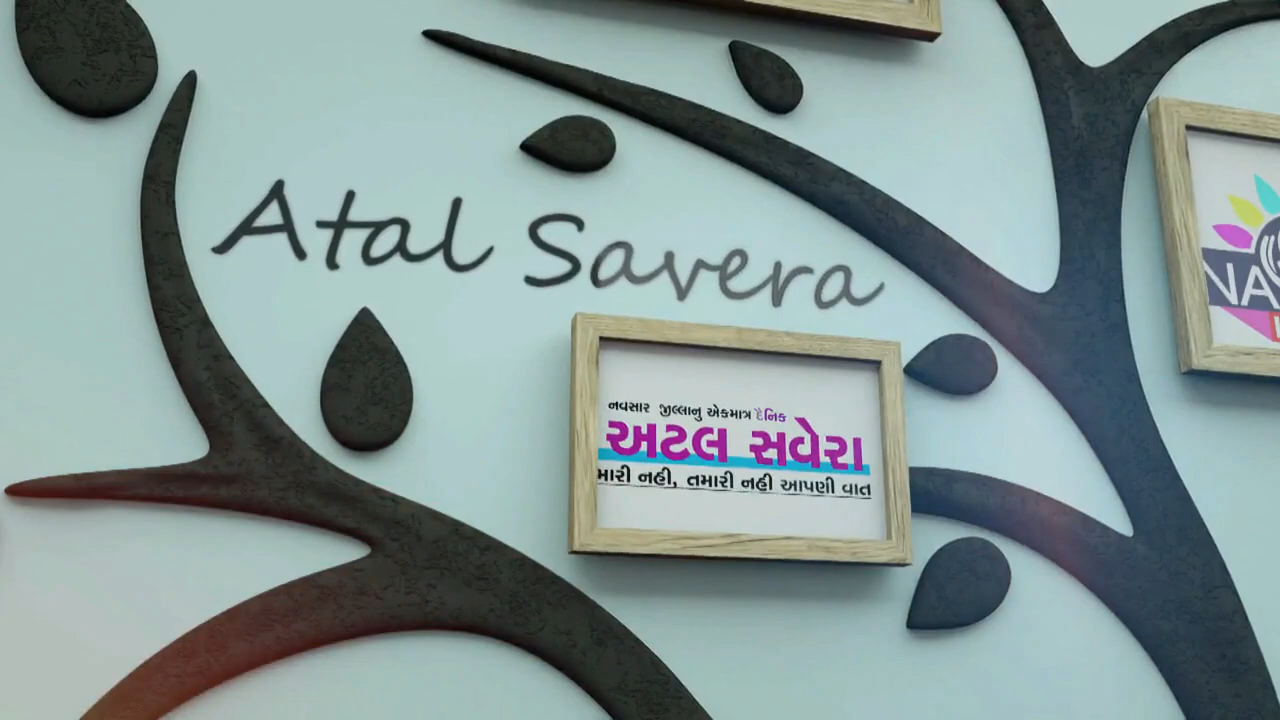 Atal Savera
નવસાર જીલ્લાનુ એકમાત્ર દૈનિક
અટલ સવેરા
મારી નહી, તમારી નહી આપણી વાત